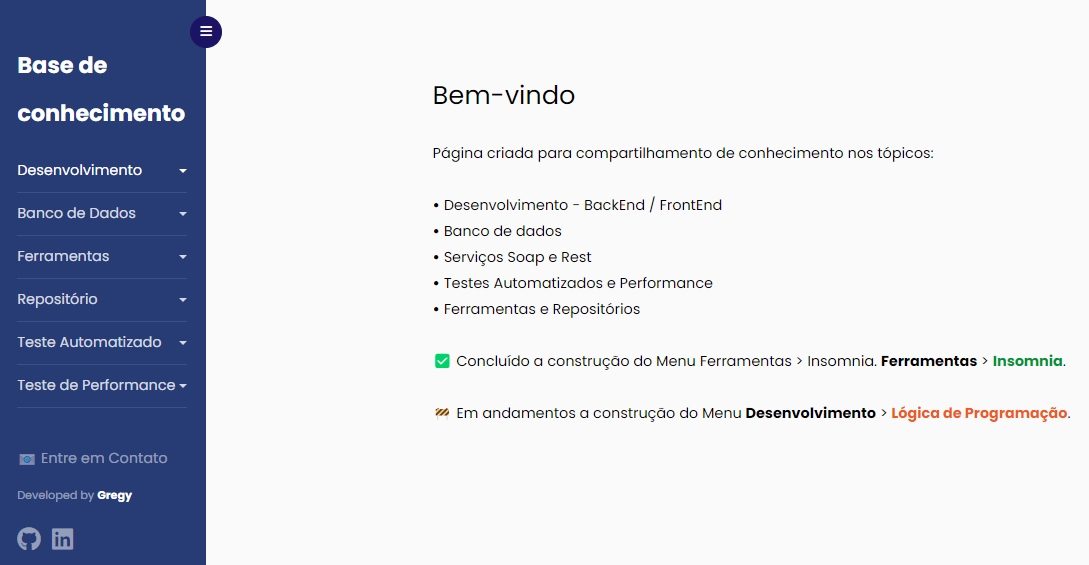 Base de
conhecimento
Desenvolvimento
Banco de Dados
Ferramentas
Repositório
Teste Automatizado
Teste de Performance
Entre em Contato
Developed by Gregy
Bem-vindo
Página criada para compartilhamento de conhecimento nos tópicos:
• Desenvolvimento - BackEnd / FrontEnd
• Banco de dados
• Serviços Soap e Rest
• Testes Automatizados e Performance
• Ferramentas e Repositórios
✅ Concluído a construção do Menu Ferramentas > Insomnia. Ferramentas > Insomnia.
🚧 Em andamentos a construção do Menu Desenvolvimento > Lógica de Programação.